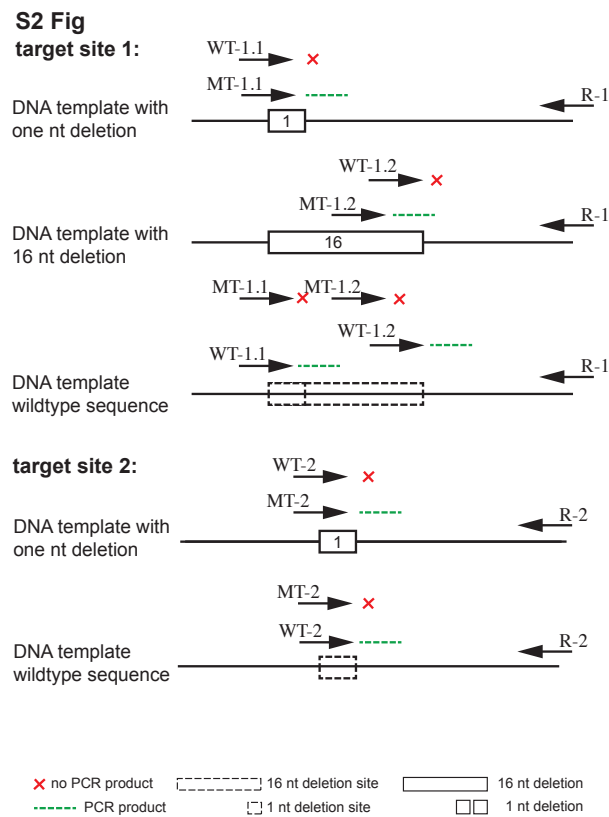 S2 Fig
target site 1:
WT-1.1
MT-1.1
R-1
DNA template with
one nt deletion
1
WT-1.2
MT-1.2
R-1
DNA template with
16 nt deletion
16
MT-1.1 MT-1.2
WT-1.2
WT-1.1
R-1
DNA template
wildtype sequence
target site 2:
WT-2
MT-2
R-2
DNA template with
one nt deletion
1
MT-2
WT-2
R-2
DNA template
wildtype sequence
no PCR product 16 nt deletion site 16 nt deletion
PCR product 1 nt deletion site 1 nt deletion